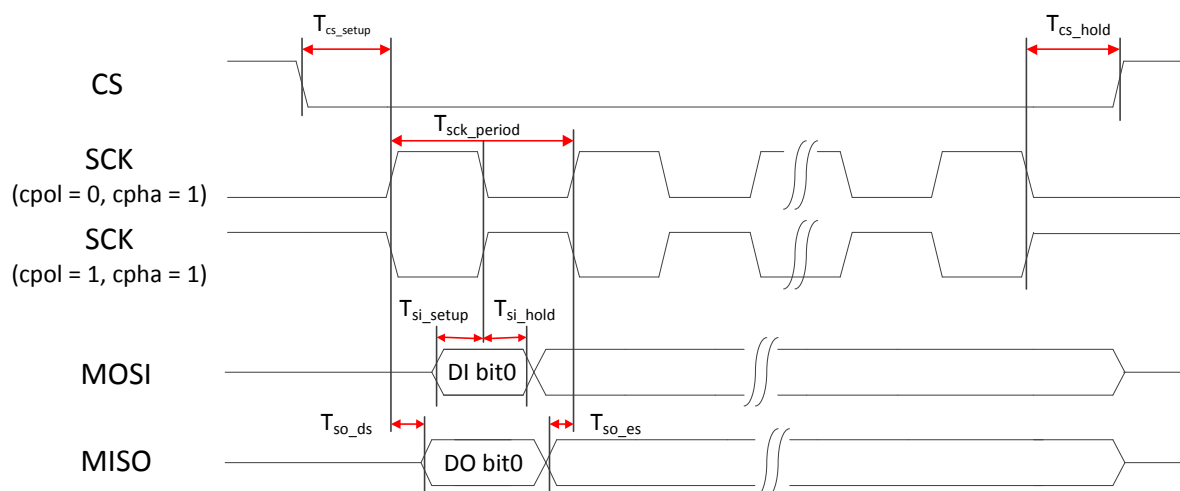 Tcs_setup
Tcs_hold
CS
Tsck_period
SCK
(cpol = 0, cpha = 1)
SCK
(cpol = 1, cpha = 1)
Tsi_setup
Tsi_hold
MOSI
DI bit0
Tso_ds
Tso_es
MISO
DO bit0